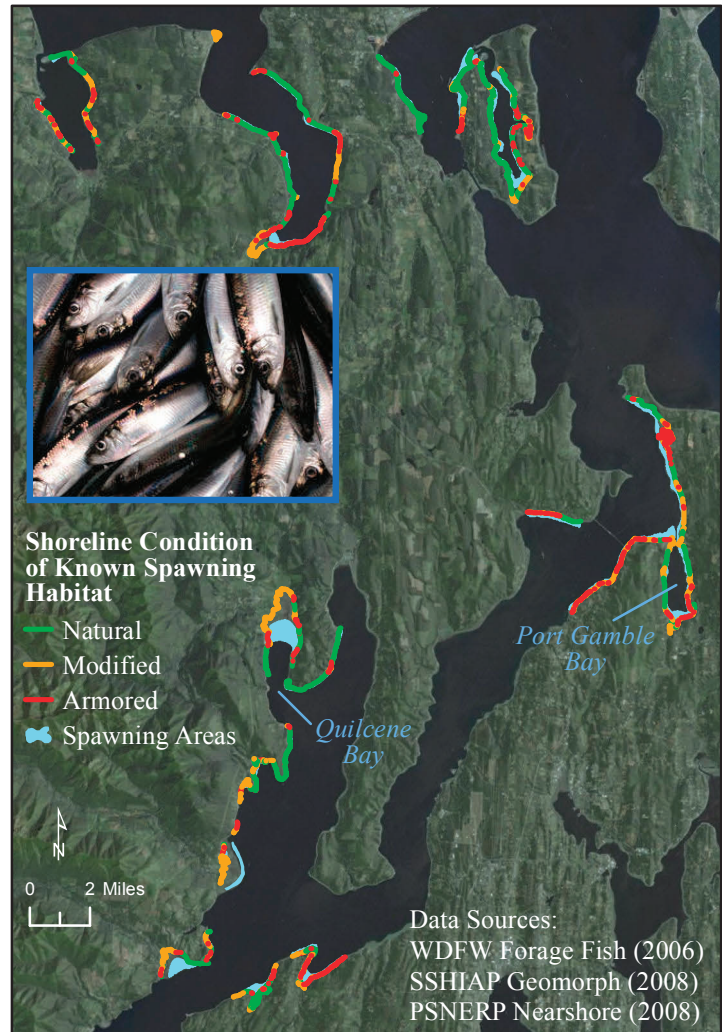 Shoreline Condition
of Known Spawning
Habitat
Natural
Modified
Armored
Spawning Areas
Port Gamble
Bay
Quilcene
Bay
N
0 2 Miles
Data Sources:
WDFW Forage Fish (2006)
SSHIAP Geomorph (2008)
PSNERP Nearshore (2008)